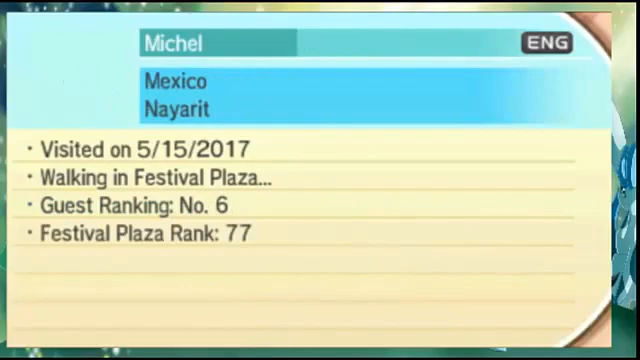 Michel
ENG
Mexico
Nayarit
· Visited on 5/15/2017
· Walking in Festival Plaza...
· Guest Ranking: No. 6
· Festival Plaza Rank: 77